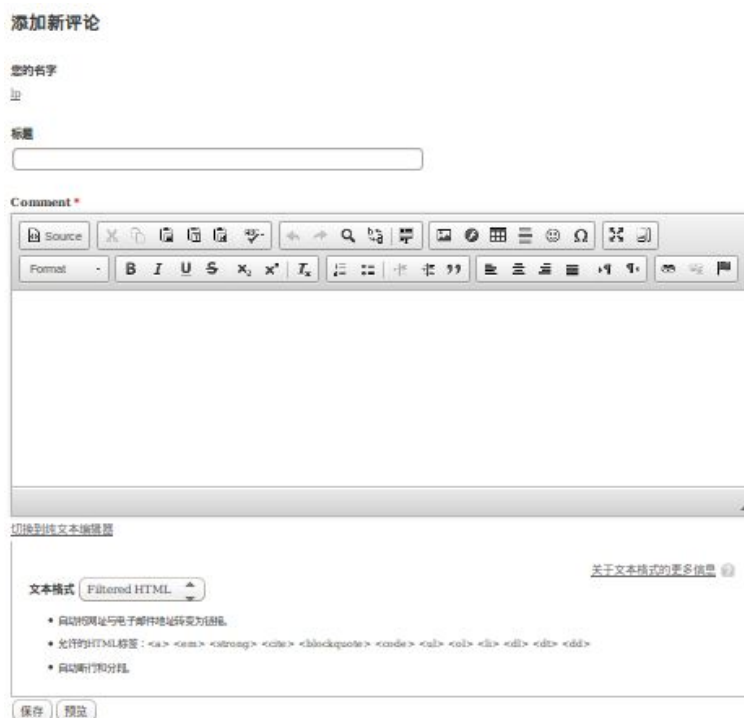 添加新评论
您的名字
lp
标题
Comment *
Source
Format
切换到纯文本编辑器
关于文本格式的更多信息
文本格式 Filtered HTML
自动将网址与电子邮件地址转变为链接。
允许的HTML标签：<a> <em> <strong> <cite> <blockquote> <code> <ul> <ol> <li> <dl> <dt> <dd>
自动断行和分段。
保存 预览